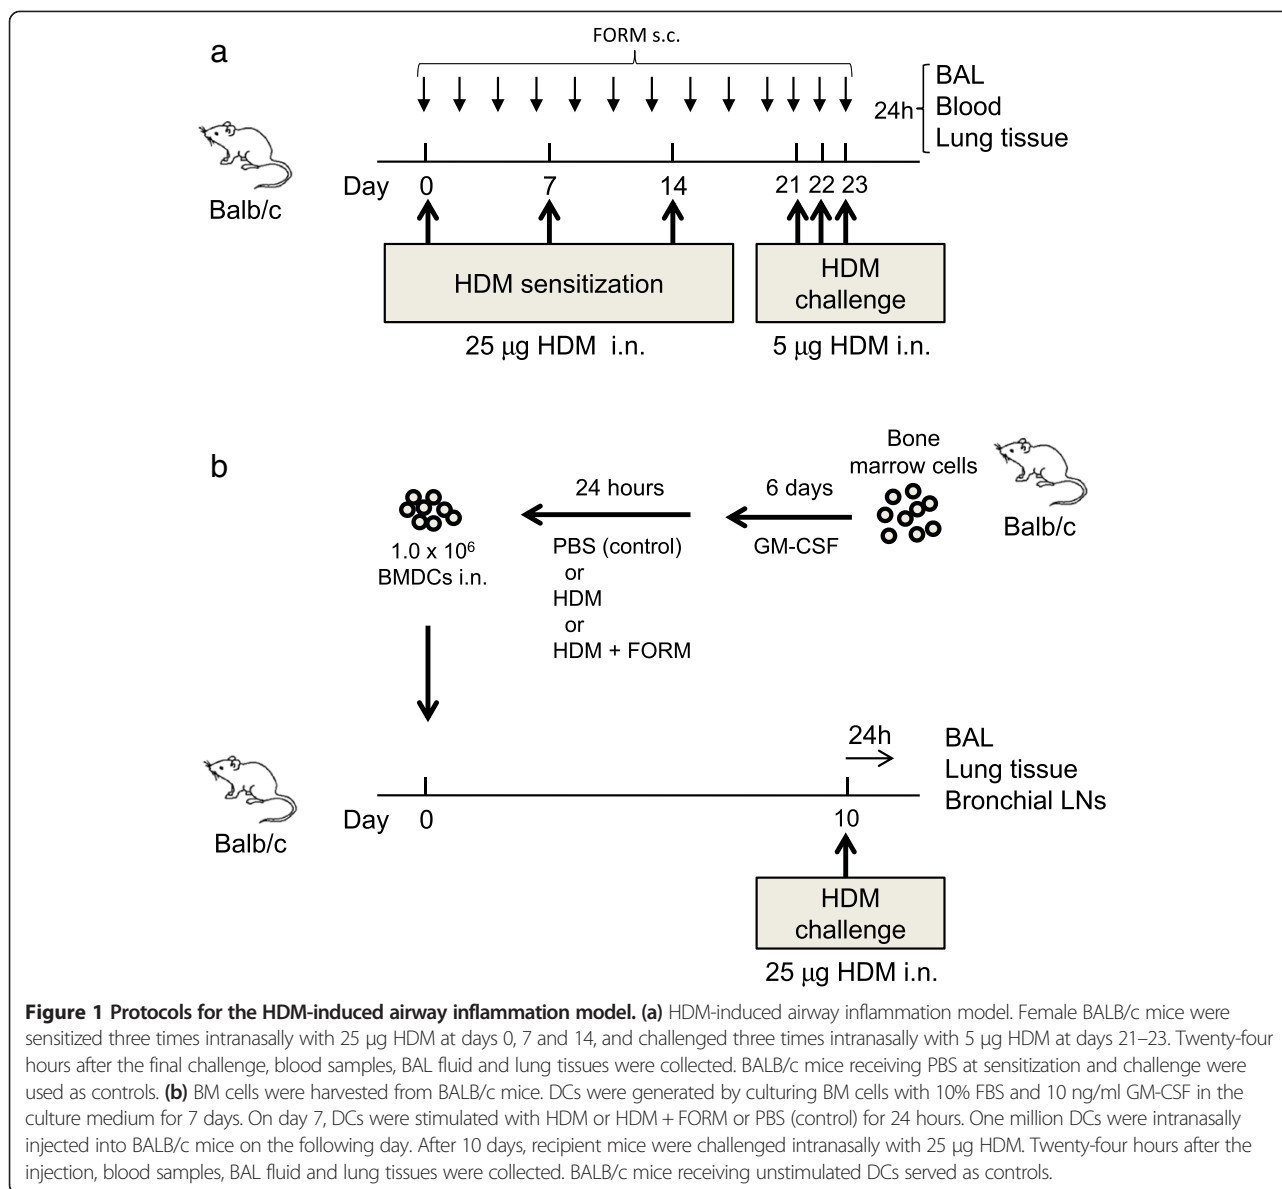 a
FORM s.c.
24h
BAL
Blood
Lung tissue
Balb/c
Day 0 7 14 21 22 23
HDM sensitization
HDM
challenge
25 μg HDM i.n.
5 μg HDM i.n.
b
Bone
marrow cells
Balb/c
24 hours
6 days
PBS (control)
or
HDM
or
HDM + FORM
GM-CSF
1.0 x 10⁶
BMDCs i.n.
24h
BAL
Lung tissue
Bronchial LNs
Balb/c
Day 0 10
HDM
challenge
25 μg HDM i.n.
Figure 1 Protocols for the HDM-induced airway inflammation model. (a) HDM-induced airway inflammation model. Female BALB/c mice were
sensitized three times intranasally with 25 μg HDM at days 0, 7 and 14, and challenged three times intranasally with 5 μg HDM at days 21–23. Twenty-four
hours after the final challenge, blood samples, BAL fluid and lung tissues were collected. BALB/c mice receiving PBS at sensitization and challenge were
used as controls. (b) BM cells were harvested from BALB/c mice. DCs were generated by culturing BM cells with 10% FBS and 10 ng/ml GM-CSF in the
culture medium for 7 days. On day 7, DCs were stimulated with HDM or HDM + FORM or PBS (control) for 24 hours. One million DCs were intranasally
injected into BALB/c mice on the following day. After 10 days, recipient mice were challenged intranasally with 25 μg HDM. Twenty-four hours after the
injection, blood samples, BAL fluid and lung tissues were collected. BALB/c mice receiving unstimulated DCs served as controls.